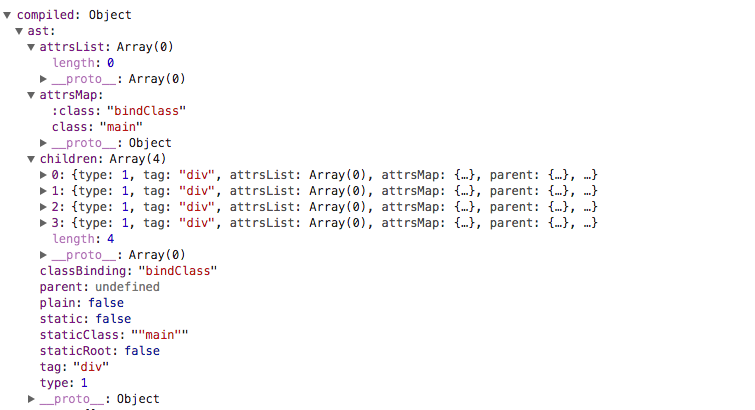 compiled: Object
ast:
attrsList: Array(0)
length: 0
__proto__: Array(0)
attrsMap:
:class: "bindClass"
class: "main"
__proto__: Object
children: Array(4)
0: {type: 1, tag: "div", attrsList: Array(0), attrsMap: {…}, parent: {…}, …}
1: {type: 1, tag: "div", attrsList: Array(0), attrsMap: {…}, parent: {…}, …}
2: {type: 1, tag: "div", attrsList: Array(0), attrsMap: {…}, parent: {…}, …}
3: {type: 1, tag: "div", attrsList: Array(0), attrsMap: {…}, parent: {…}, …}
length: 4
__proto__: Array(0)
classBinding: "bindClass"
parent: undefined
plain: false
static: false
staticClass: ""main""
staticRoot: false
tag: "div"
type: 1
__proto__: Object